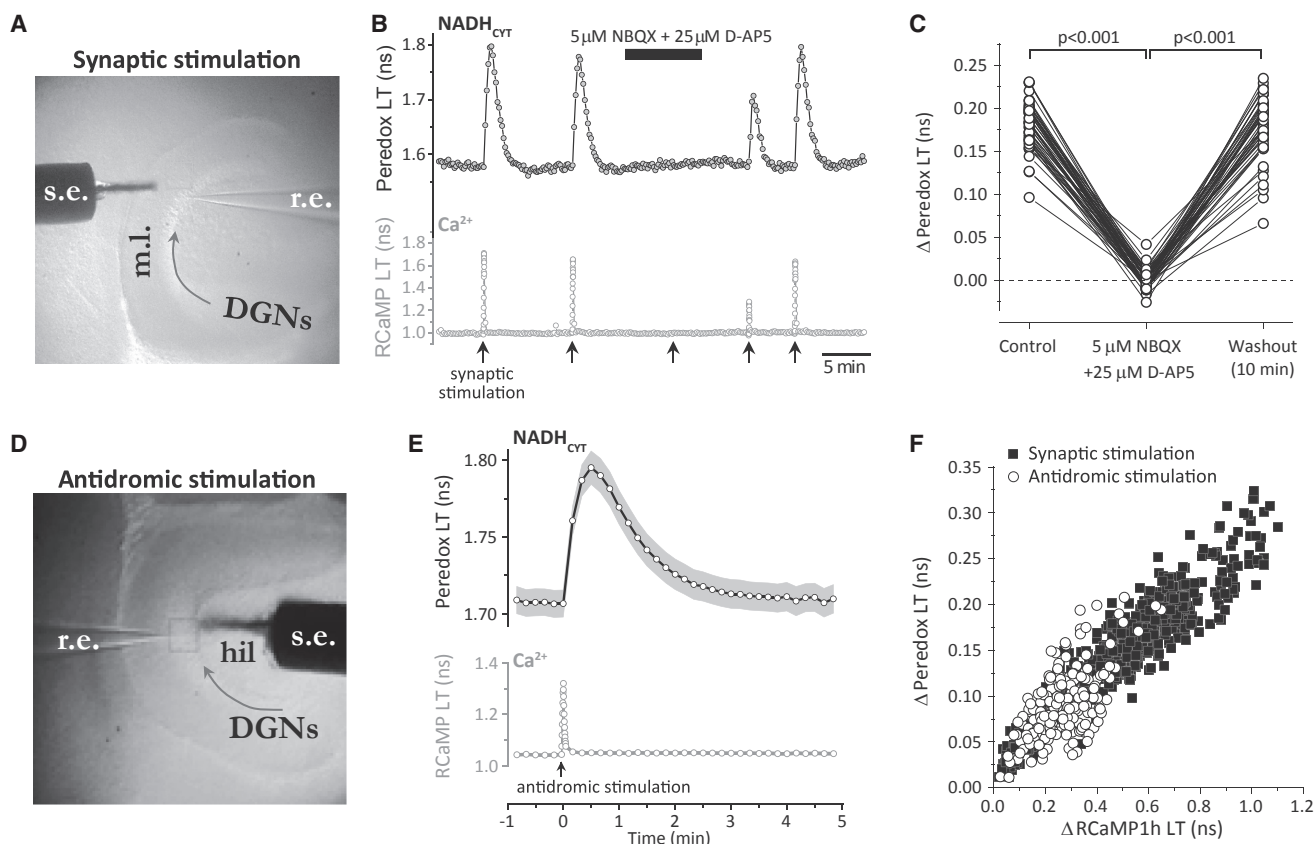 A
Synaptic stimulation
s.e.
r.e.
m.l.
DGNs
B
NADHCYT
5 µM NBQX + 25 µM D-AP5
Peredox LT (ns)
1.8
1.7
1.6
Ca2+
RCaMP LT (ns)
1.8
1.6
1.4
1.2
1.0
synaptic
stimulation
5 min
C
p<0.001
p<0.001
Δ Peredox LT (ns)
0.25
0.20
0.15
0.10
0.05
0.00
Control
5 µM NBQX
+25 µM D-AP5
Washout
(10 min)
D
Antidromic stimulation
r.e.
hil
s.e.
DGNs
E
NADHCYT
Peredox LT (ns)
1.80
1.75
1.70
Ca2+
RCaMP LT (ns)
1.4
1.2
1.0
antidromic stimulation
-1 0 1 2 3 4 5
Time (min)
F
Synaptic stimulation
Antidromic stimulation
Δ Peredox LT (ns)
0.35
0.30
0.25
0.20
0.15
0.10
0.05
0.00
0.0 0.2 0.4 0.6 0.8 1.0 1.2
Δ RCaMP1h LT (ns)